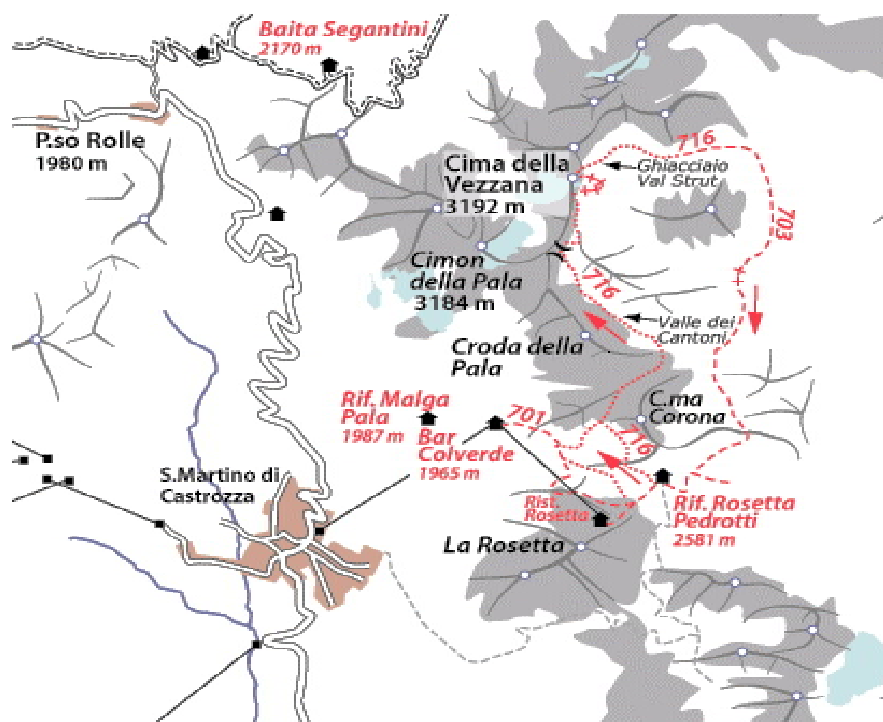 Baita Segantini
2170 m
P.so Rolle
1980 m
716
Cima della
Vezzana
3192 m
Ghiacciaio
Val Strut
703
Cimon
della Pala
3184 m
716
Valle dei
Cantoni
Croda della
Pala
C.ma
Corona
Rif. Malga
Pala
1987 m
701
Bar
Colverde
1965 m
716
S.Martino di
Castrozza
Rist.
Rosetta
Rif. Rosetta
Pedrotti
2581 m
La Rosetta